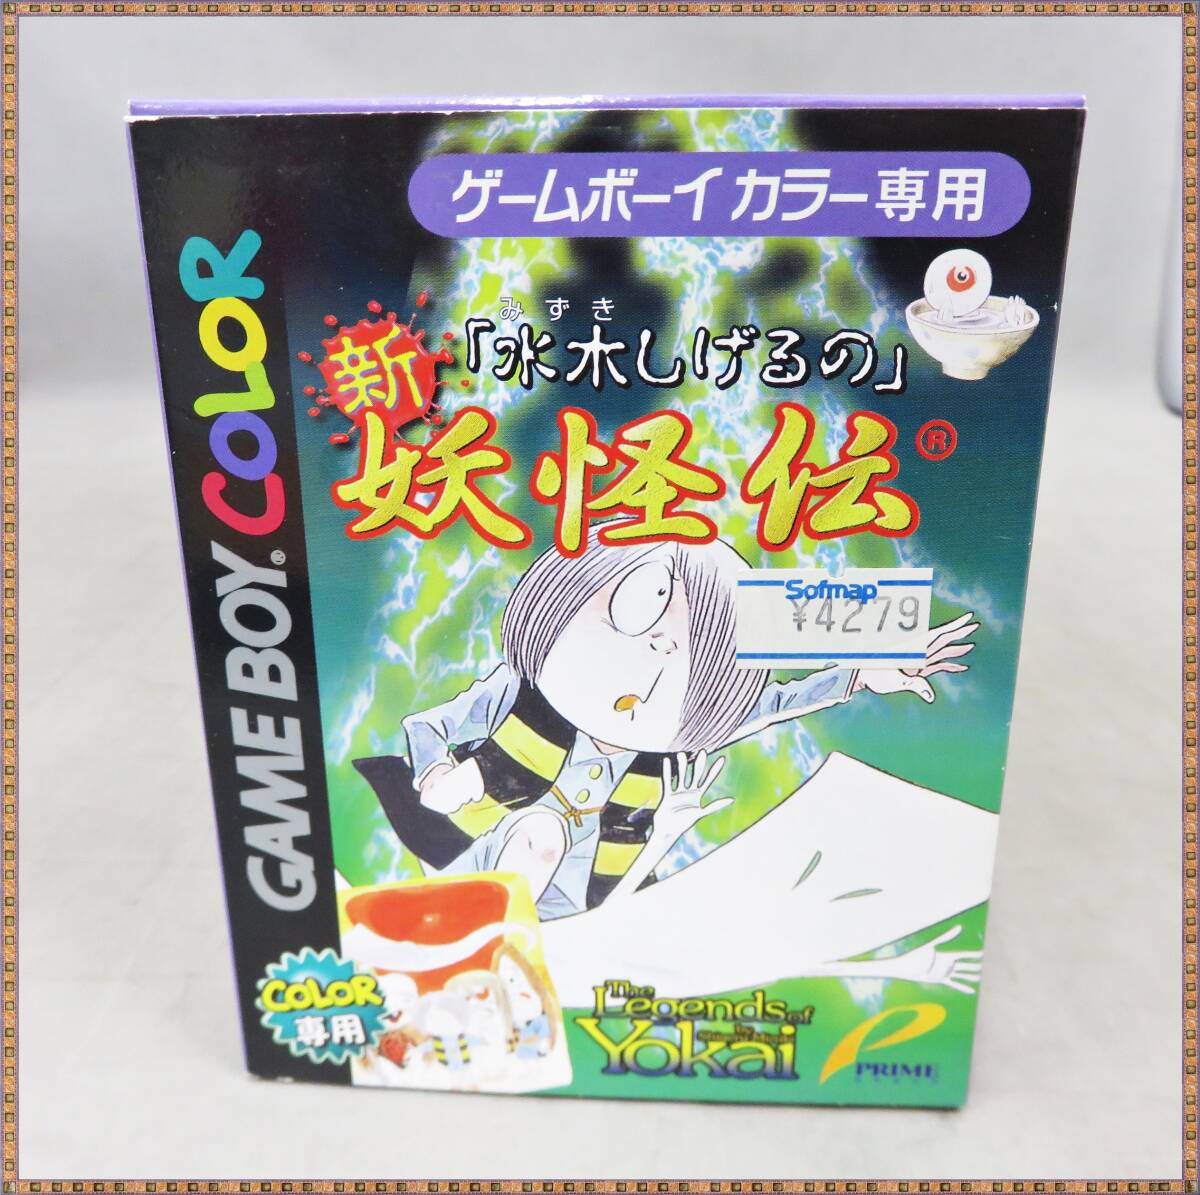 ゲームボーイカラー専用
みずき
「水木しげるの」
新
妖怪伝®
Sofmap
¥4279
GAME BOY COLOR
COLOR
専用
The
Legends of
by
Yokai
PRIME